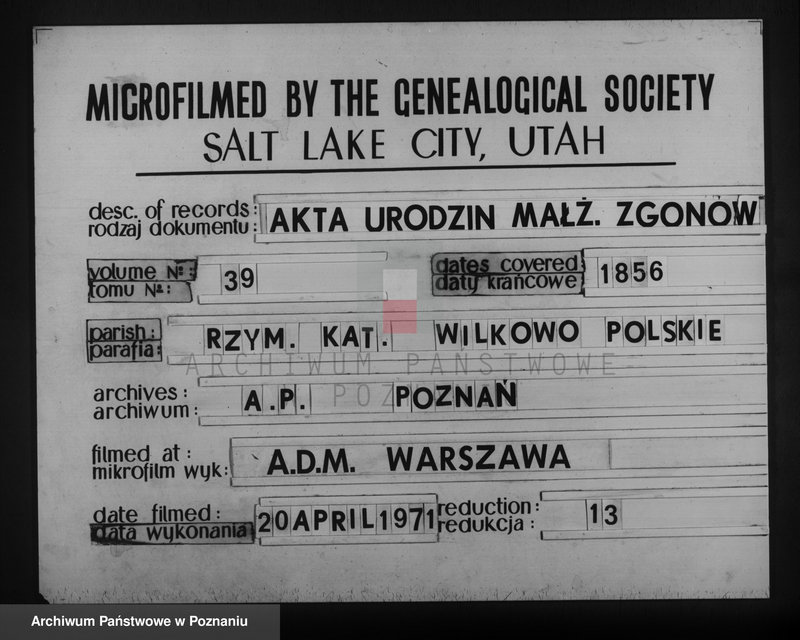 MICROFILMED BY THE GENEALOGICAL SOCIETY
SALT LAKE CITY, UTAH
desc. of records:
rodzaj dokumentu: AKTA URODZIN MAŁŻ. ZGONÓW
volume №:
tomu №: 39
dates covered:
daty krańcowe 1856
parish:
parafia: RZYM. KAT. WILKOWO POLSKIE
ARCHIWUM PAŃSTWOWE
W POZNANIU
archives:
archiwum: A.P. POZNAŃ
filmed at:
mikrofilm wyk: A.D.M. WARSZAWA
date filmed:
data wykonania 20 APRIL 1971
reduction:
redukcja: 13
Archiwum Państwowe w Poznaniu